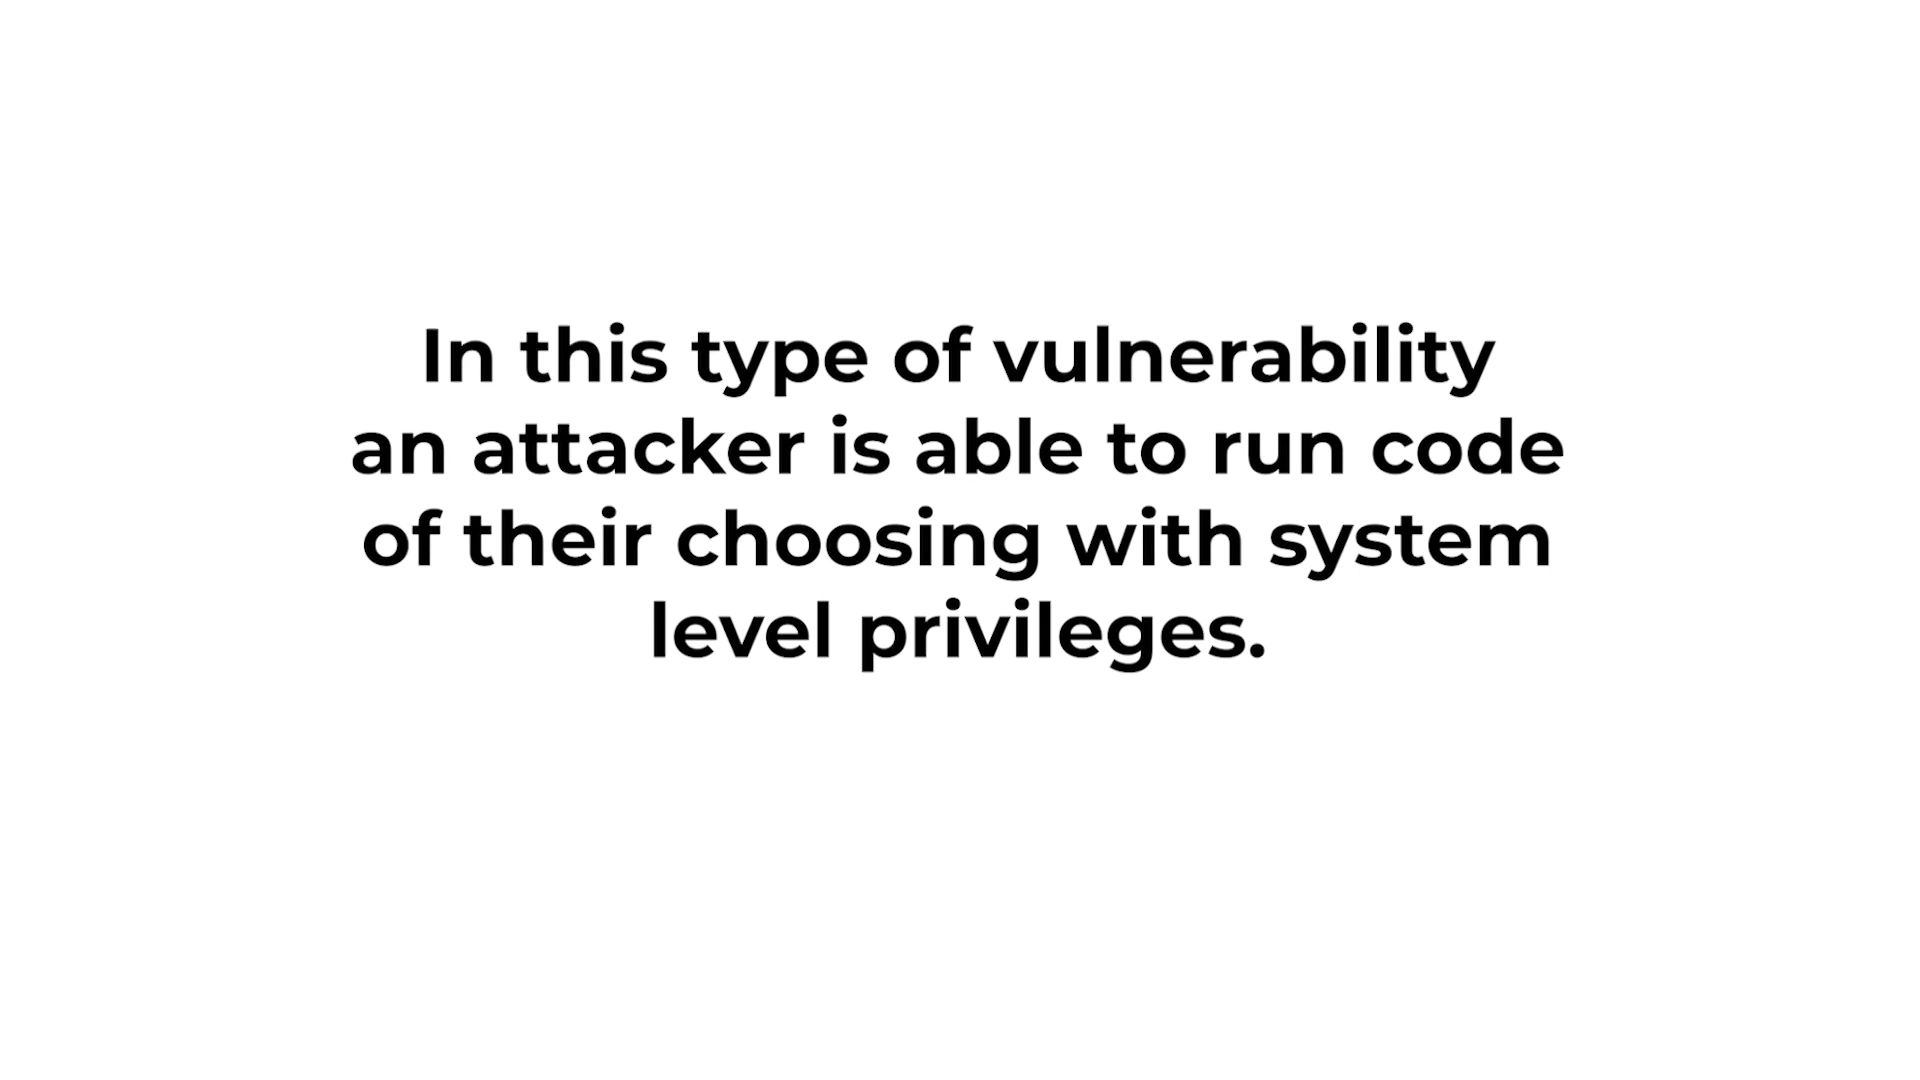 In this type of vulnerability
an attacker is able to run code
of their choosing with system
level privileges.